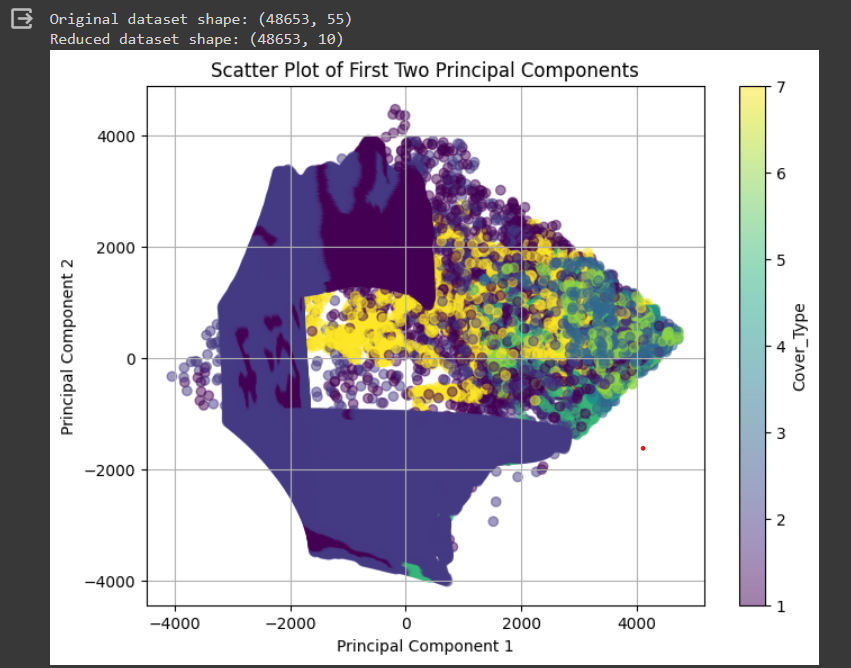 Original dataset shape: (48653, 55)
Reduced dataset shape: (48653, 10)
Scatter Plot of First Two Principal Components
4000
2000
0
−2000
−4000
Principal Component 2
−4000 −2000 0 2000 4000
Principal Component 1
7
6
5
4
3
2
1
Cover_Type